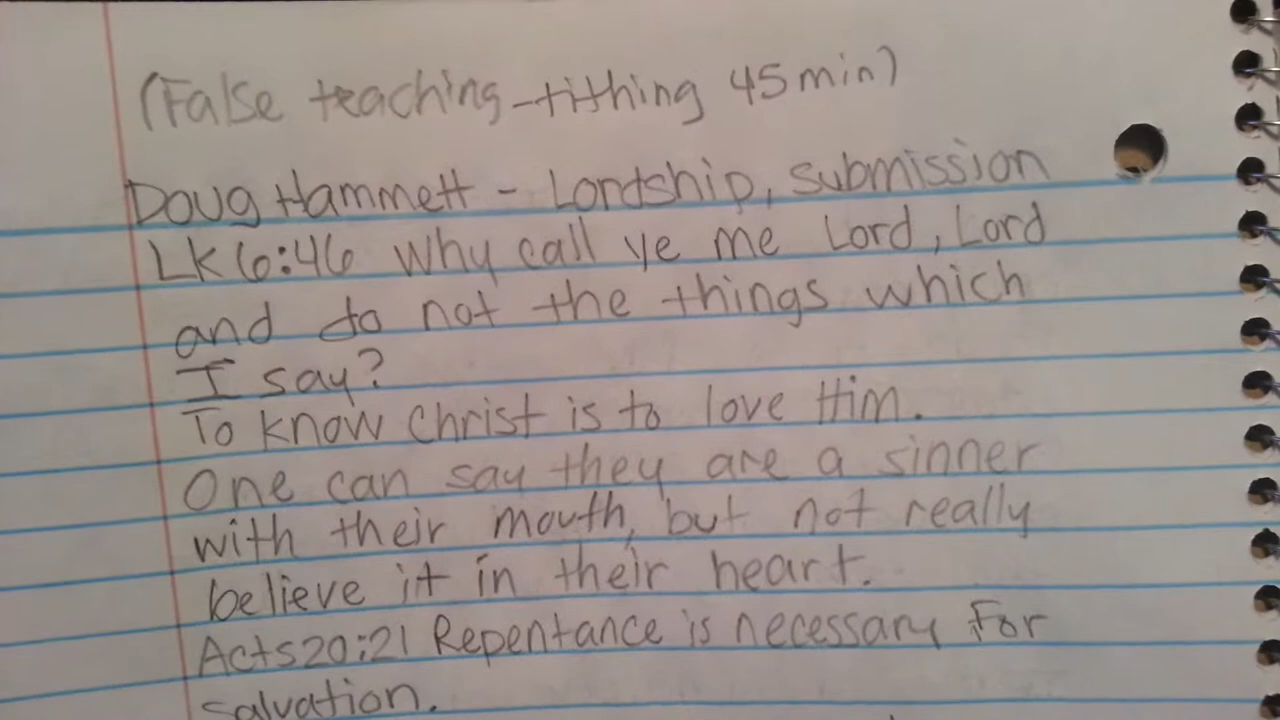 (False teaching - tithing 45 min)
Doug Hammett - Lordship, submission
LK 6:46 Why call ye me Lord, Lord
and do not the things which
I say?
To know Christ is to love Him.
One can say they are a sinner
with their mouth, but not really
believe it in their heart.
Acts 20:21 Repentance is necessary for
salvation.